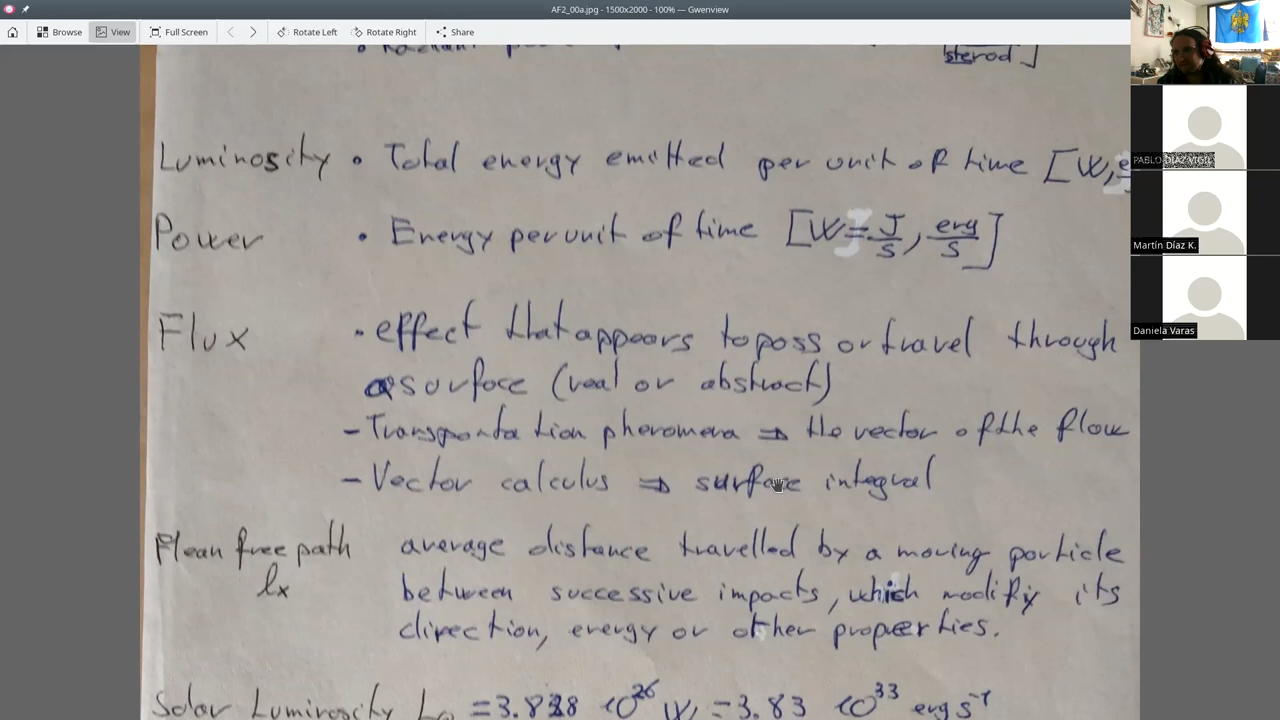 AF2_00a.jpg - 1500x2000 - 100% — Gwenview
Browse View Full Screen Rotate Left Rotate Right Share
sterod]
Luminosity • Total energy emitted per unit of time [W,
Power • Energy per unit of time [W=J/s, erg/s]
Flux • effect that appears to pass or travel through
a surface (real or abstract)
- Transportation phenomena ⇒ the vector of the flow
- Vector calculus ⇒ surface integral
Mean free path average distance travelled by a moving particle
lx between successive impacts, which modify its
direction, energy or other properties.
Solar Luminosity L⊙ = 3.828 10^26 W = 3.83 10^33 erg s^-1
PABLO DÍAZ VIGIL
Martín Díaz K.
Daniela Varas